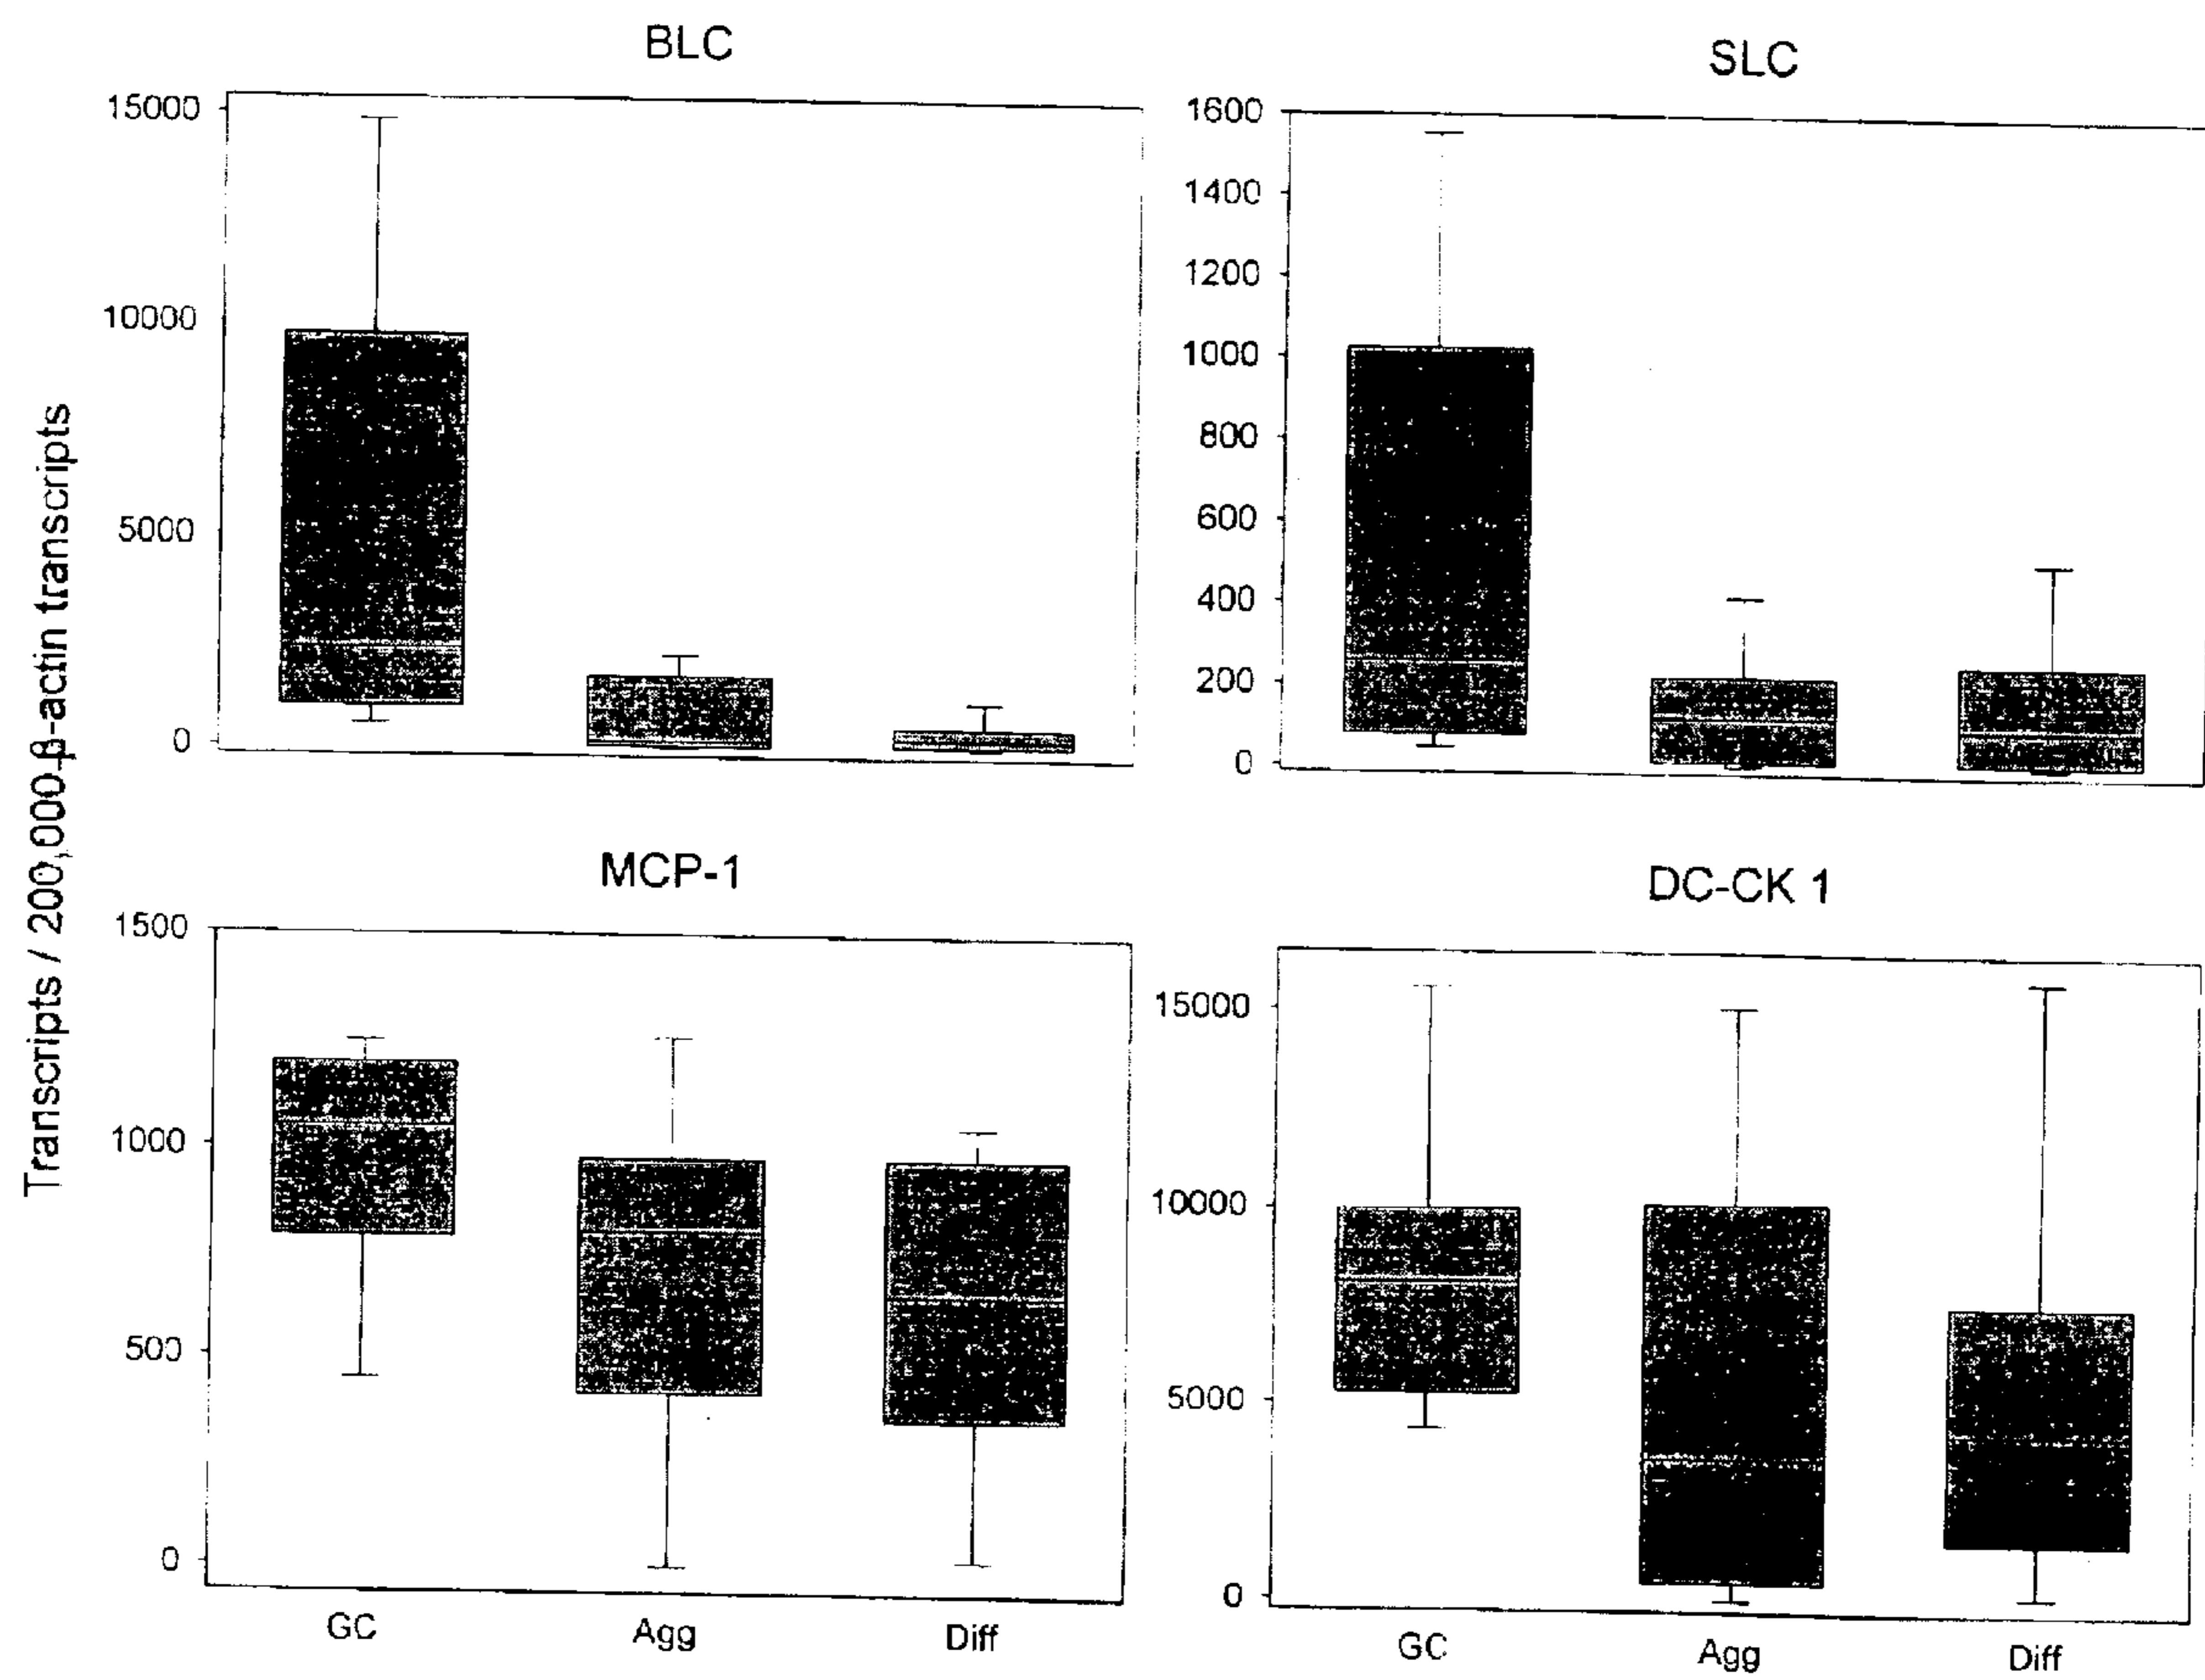 BLC
15000
10000
5000
0
SLC
1600
1400
1200
1000
800
600
400
200
0
Transcripts / 200,000 β-actin transcripts
MCP-1
1500
1000
500
0
GC
Agg
Diff
DC-CK 1
15000
10000
5000
0
GC
Agg
Diff